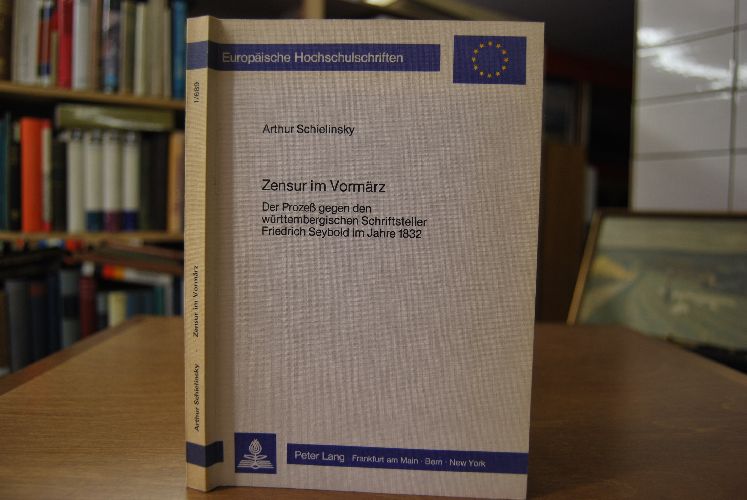 Europäische Hochschulschriften
Arthur Schielinsky
Zensur im Vormärz
Der Prozeß gegen den
württembergischen Schriftsteller
Friedrich Seybold im Jahre 1832
Peter Lang Frankfurt am Main · Bern · New York
I/689
Zensur im Vormärz
Arthur Schielinsky